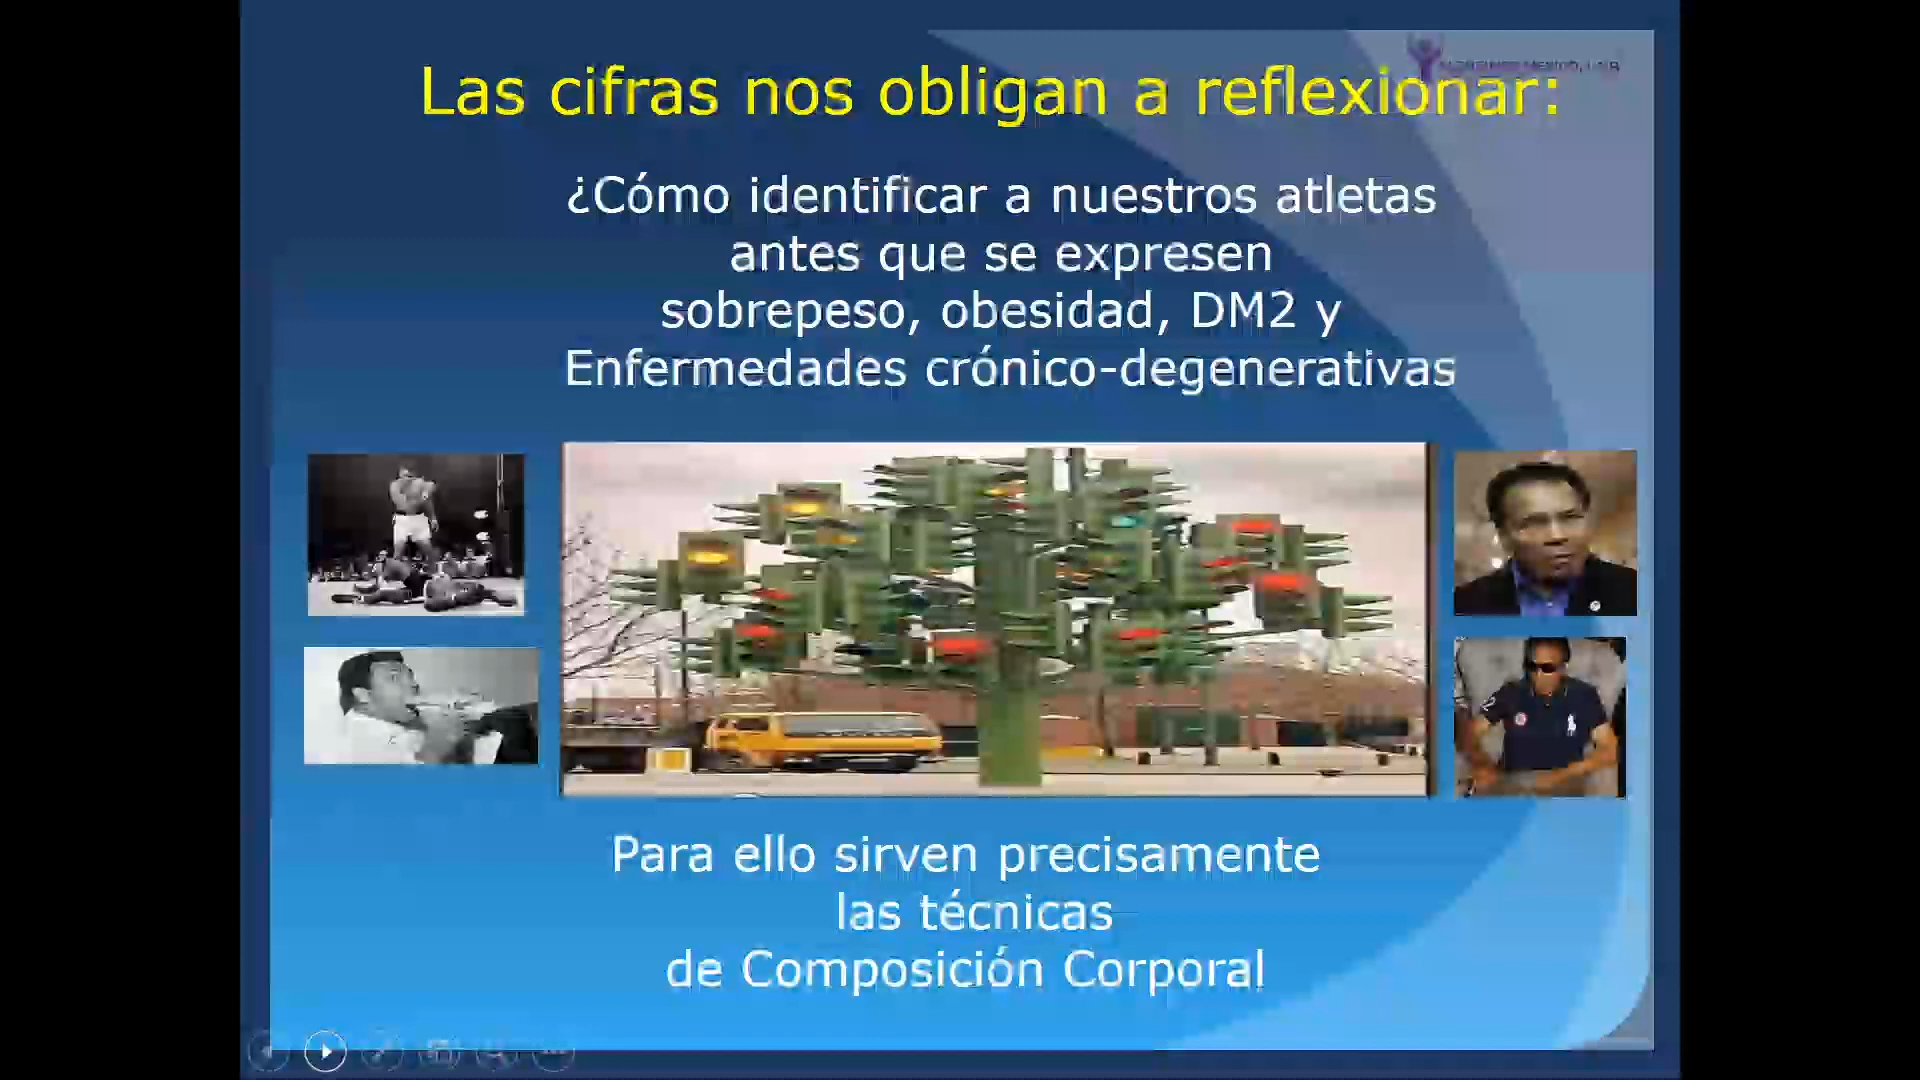 Las cifras nos obligan a reflexionar:
¿Cómo identificar a nuestros atletas
antes que se expresen
sobrepeso, obesidad, DM2 y
Enfermedades crónico-degenerativas
Para ello sirven precisamente
las técnicas
de Composición Corporal